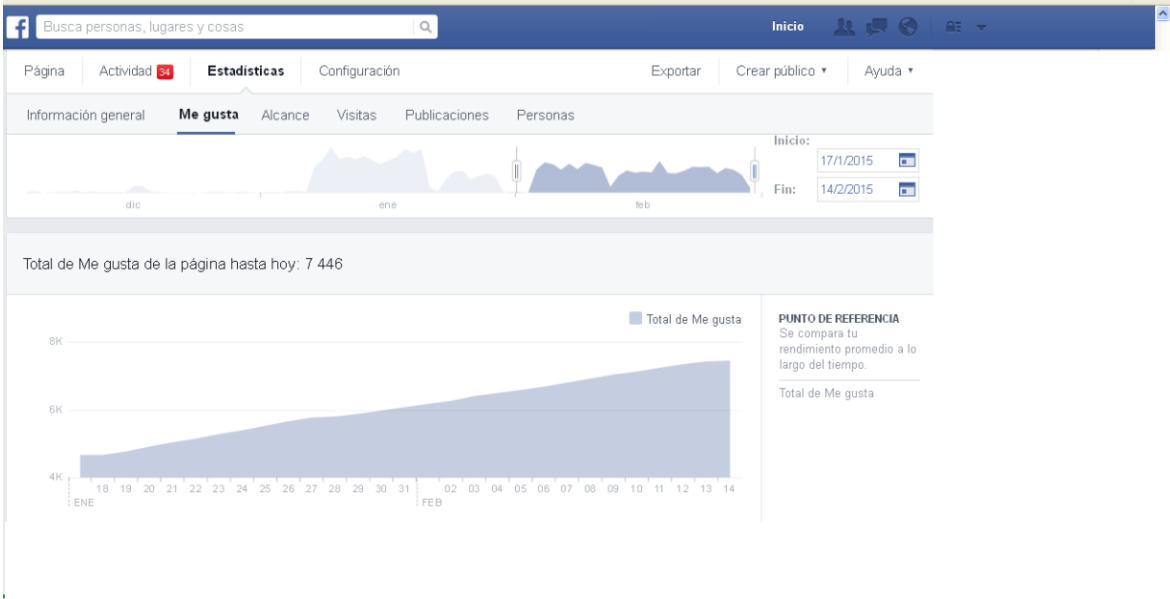 f Busca personas, lugares y cosas Inicio
Página Actividad 34 Estadísticas Configuración Exportar Crear público Ayuda
Información general Me gusta Alcance Visitas Publicaciones Personas
Inicio:
17/1/2015
Fin: 14/2/2015
dic ene feb
Total de Me gusta de la página hasta hoy: 7 446
Total de Me gusta
8K
6K
4K
18 19 20 21 22 23 24 25 26 27 28 29 30 31 02 03 04 05 06 07 08 09 10 11 12 13 14
ENE FEB
PUNTO DE REFERENCIA
Se compara tu
rendimiento promedio a lo
largo del tiempo.
Total de Me gusta